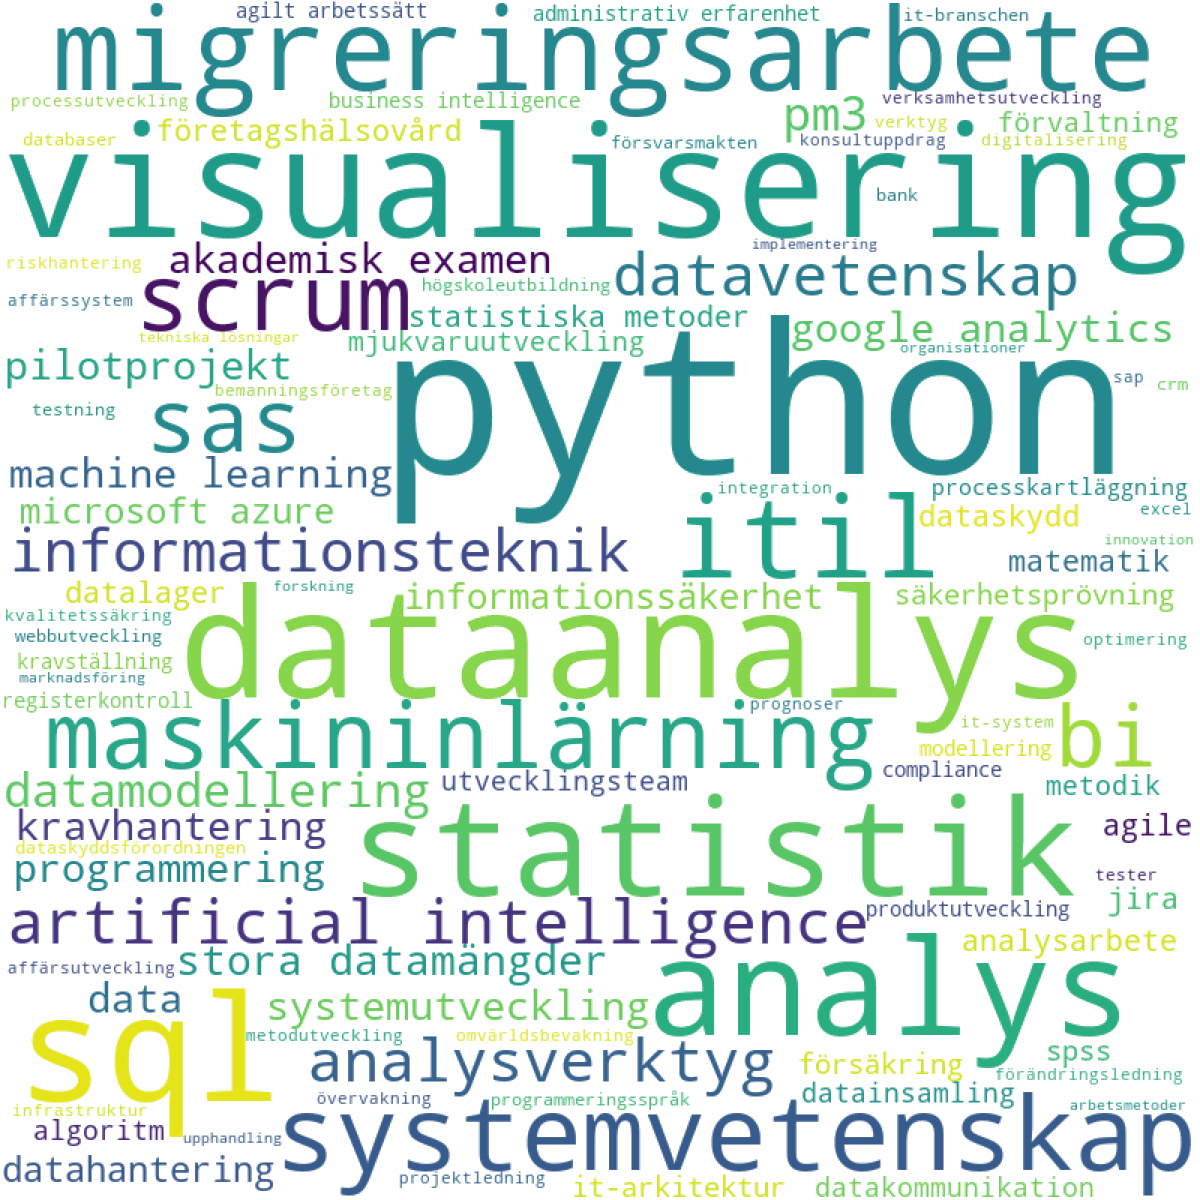 agilt arbetssätt
administrativ erfarenhet
it-branschen
migreringsarbete
processutveckling
business intelligence
pm3
verksamhetsutveckling
databaser
företagshälsovård
försvarsmakten
verktyg
konsultuppdrag
förvaltning
digitalisering
visualisering
bank
riskhantering
akademisk examen
implementering
affärssystem
scrum
högskoleutbildning
datavetenskap
tekniska lösningar
statistiska metoder
mjukvaruutveckling
google analytics
organisationer
pilotprojekt
bemanningsföretag
python
sap
crm
testning
sas
machine learning
integration
processkartläggning
microsoft azure
itil
dataskydd
excel
informationsteknik
innovation
matematik
datalager
forskning
informationssäkerhet
säkerhetsprövning
kvalitetssäkring
webbutveckling
dataanalys
optimering
kravställning
marknadsföring
registerkontroll
prognoser
maskininlärning
it-system
bi
modellering
datamodellering
utvecklingsteam
compliance
metodik
kravhantering
statistik
agile
dataskyddsförordningen
programmering
tester
jira
artificial intelligence
produktutveckling
analysarbete
affärsutveckling
stora datamängder
analys
data
systemutveckling
sql
metodutveckling
omvärldsbevakning
analysverktyg
försäkring
spss
förändringsledning
infrastruktur
övervakning
programmeringsspråk
datainsamling
arbetsmetoder
algoritm
upphandling
systemvetenskap
datahantering
projektledning
it-arkitektur
datakommunikation